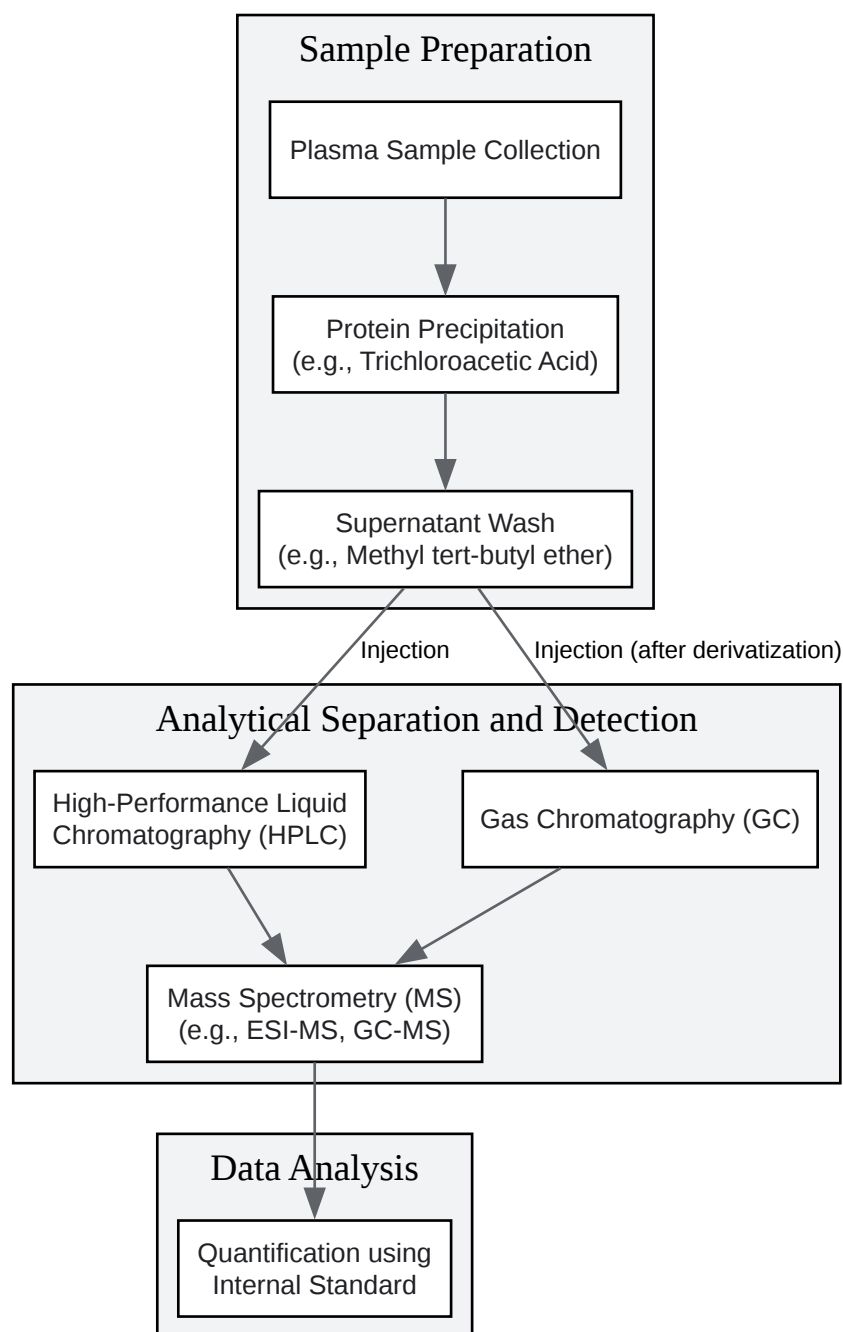 Sample Preparation
Plasma Sample Collection
Protein Precipitation
(e.g., Trichloroacetic Acid)
Supernatant Wash
(e.g., Methyl tert-butyl ether)
Injection
Injection (after derivatization)
Analytical Separation and Detection
High-Performance Liquid
Chromatography (HPLC)
Gas Chromatography (GC)
Mass Spectrometry (MS)
(e.g., ESI-MS, GC-MS)
Data Analysis
Quantification using
Internal Standard